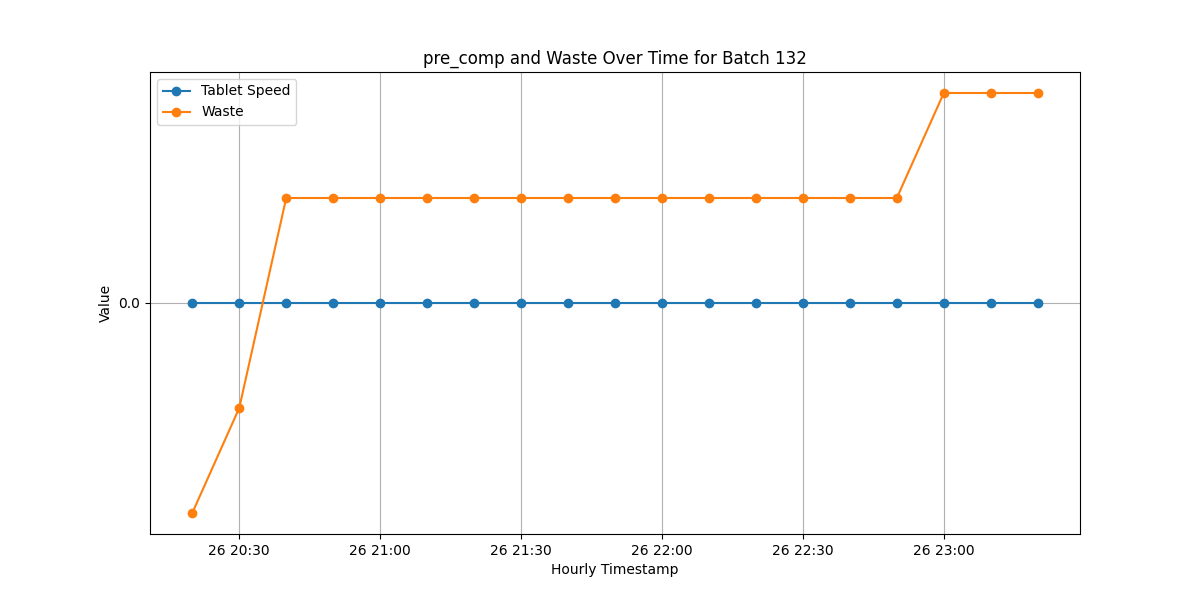 pre_comp and Waste Over Time for Batch 132
Tablet Speed
Waste
Value
0.0
26 20:30
26 21:00
26 21:30
26 22:00
26 22:30
26 23:00
Hourly Timestamp